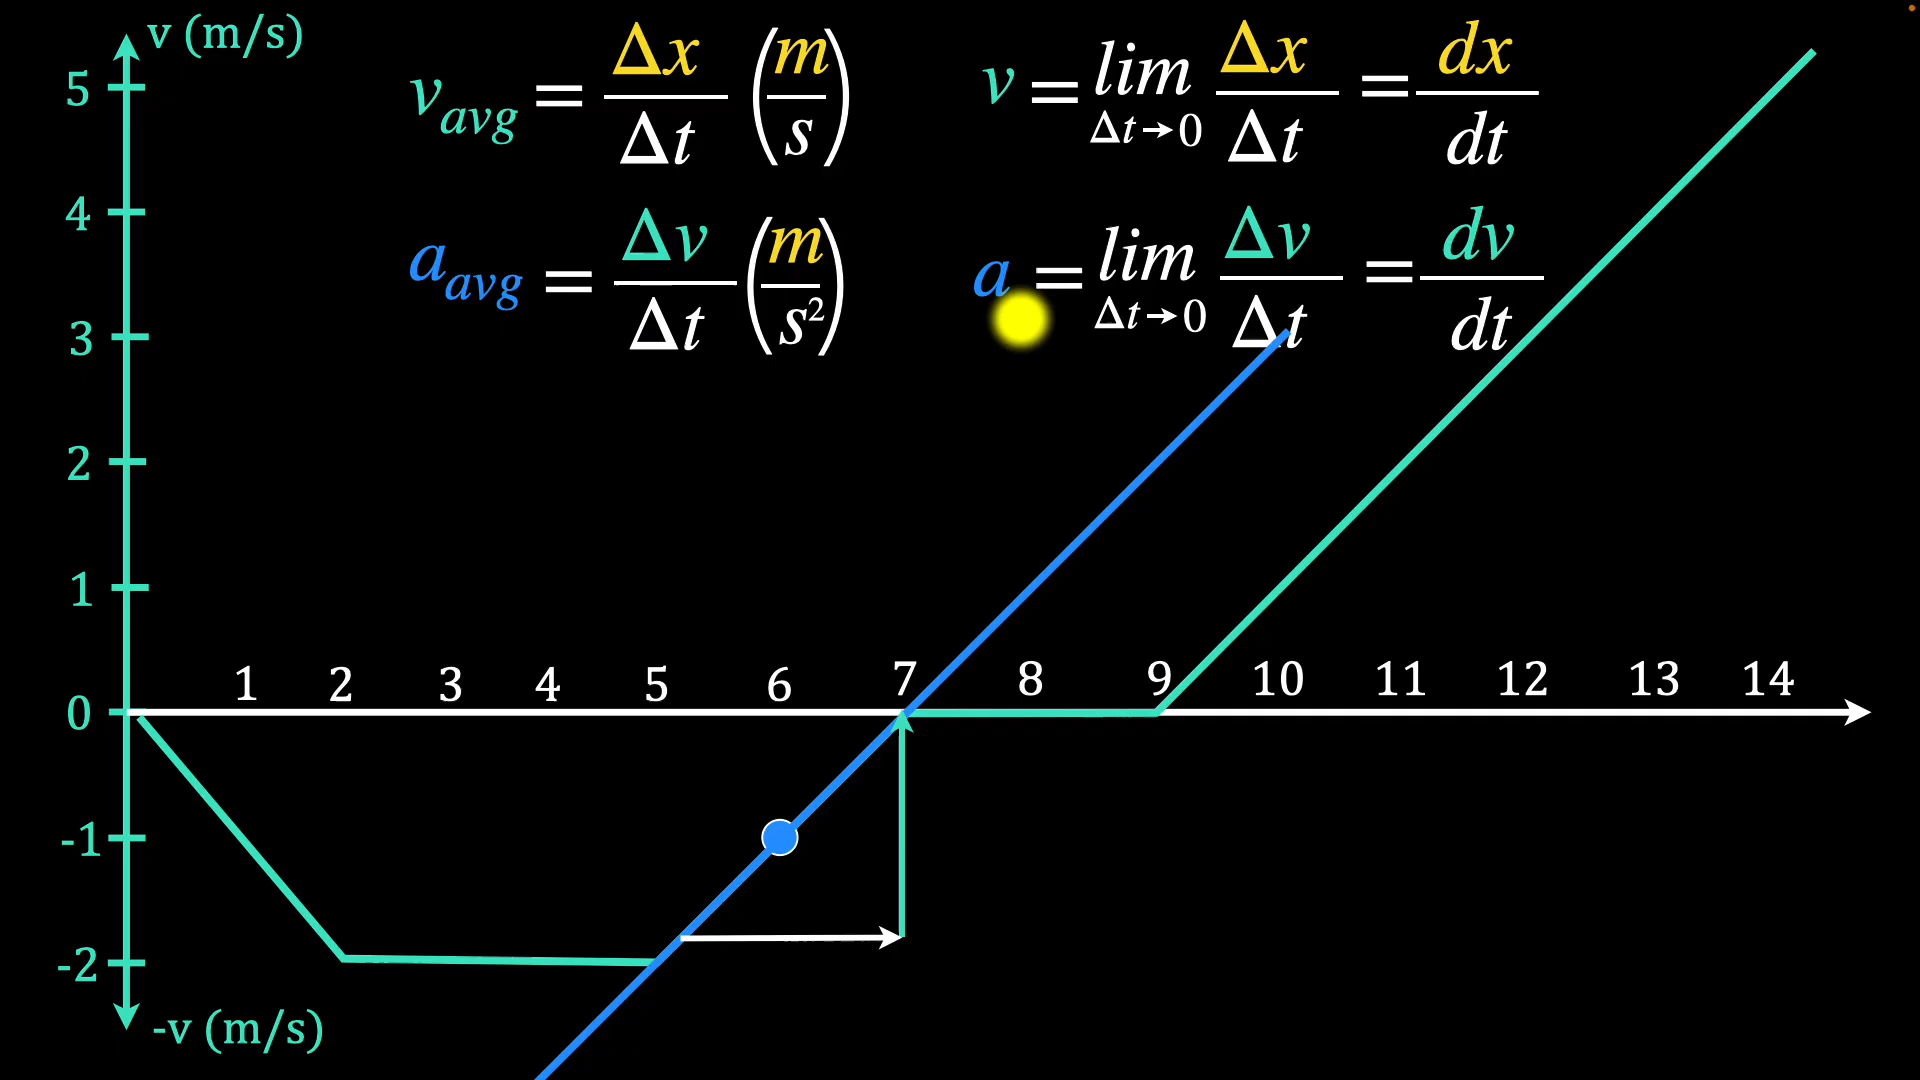 v (m/s)
v_avg = Δx/Δt (m/s)
v = lim Δt→0 Δx/Δt = dx/dt
a_avg = Δv/Δt (m/s²)
a = lim Δt→0 Δv/Δt = dv/dt
5
4
3
2
1
0
-1
-2
1 2 3 4 5 6 7 8 9 10 11 12 13 14
-v (m/s)